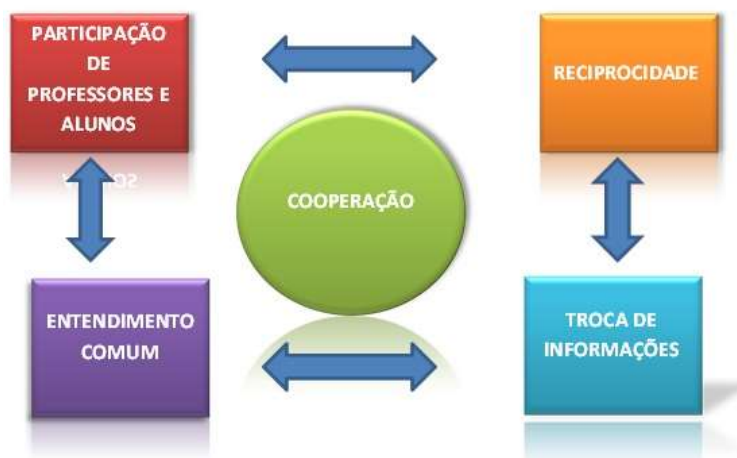 PARTICIPAÇÃO
DE
PROFESSORES E
ALUNOS
RECIPROCIDADE
COOPERAÇÃO
ENTENDIMENTO
COMUM
TROCA DE
INFORMAÇÕES